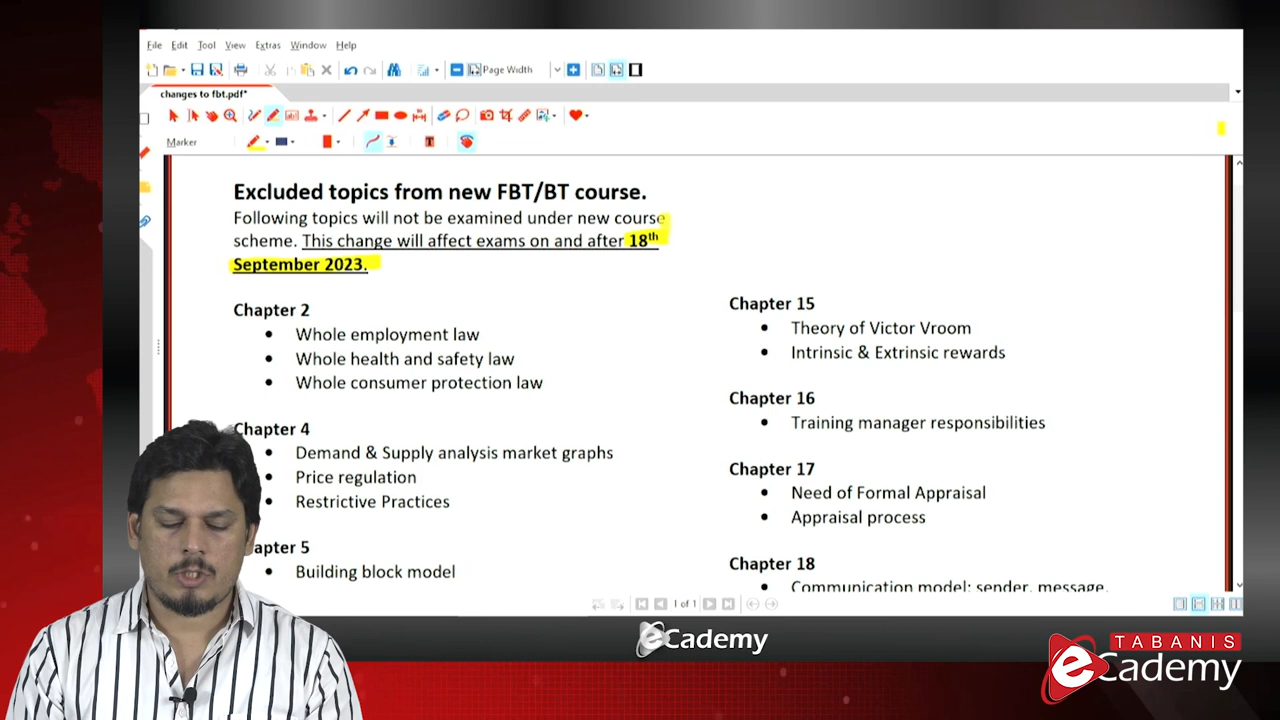 File Edit Tool View Extras Window Help
Page Width
changes to fbt.pdf*
Marker
Excluded topics from new FBT/BT course.
Following topics will not be examined under new course
scheme. This change will affect exams on and after 18th
September 2023.
Chapter 2
• Whole employment law
• Whole health and safety law
• Whole consumer protection law
Chapter 4
• Demand & Supply analysis market graphs
• Price regulation
• Restrictive Practices
apter 5
• Building block model
Chapter 15
• Theory of Victor Vroom
• Intrinsic & Extrinsic rewards
Chapter 16
• Training manager responsibilities
Chapter 17
• Need of Formal Appraisal
• Appraisal process
Chapter 18
• Communication model: sender, message,
1 of 1
eCademy
TABANIS
eCademy